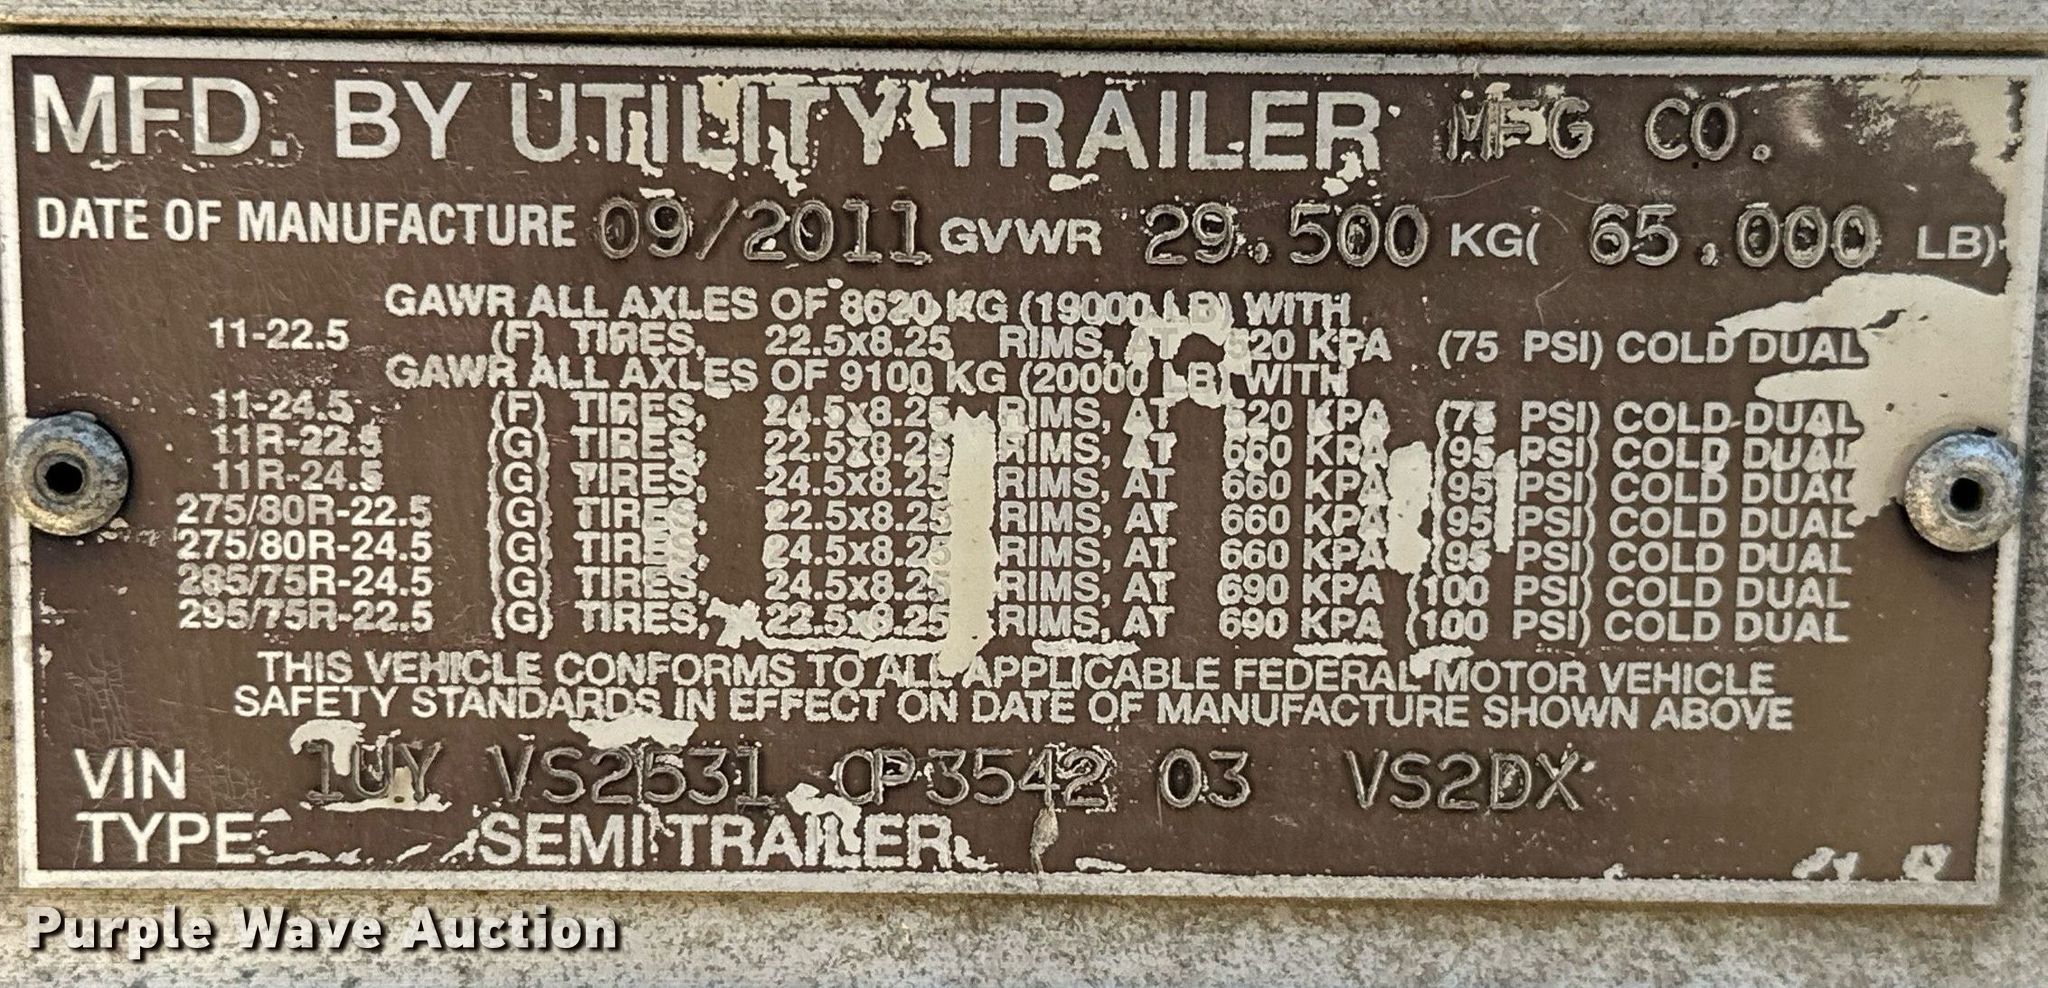 MFD. BY UTILITY TRAILER MFG CO.
DATE OF MANUFACTURE 09/2011 GVWR 29.500 KG( 65.000 LB)
GAWR ALL AXLES OF 8620 KG (19000 LB) WITH
11-22.5 (F) TIRES, 22.5x8.25 RIMS, AT 520 KPA (75 PSI) COLD DUAL
GAWR ALL AXLES OF 9100 KG (20000 LB) WITH
11-24.5 (F) TIRES, 24.5x8.25 RIMS, AT 520 KPA (75 PSI) COLD DUAL
11R-22.5 (G) TIRES, 22.5x8.25 RIMS, AT 660 KPA (95 PSI) COLD DUAL
11R-24.5 (G) TIRES, 24.5x8.25 RIMS, AT 660 KPA (95 PSI) COLD DUAL
275/80R-22.5 (G) TIRES, 22.5x8.25 RIMS, AT 660 KPA (95 PSI) COLD DUAL
275/80R-24.5 (G) TIRES, 24.5x8.25 RIMS, AT 660 KPA (95 PSI) COLD DUAL
285/75R-24.5 (G) TIRES, 24.5x8.25 RIMS, AT 690 KPA (100 PSI) COLD DUAL
295/75R-22.5 (G) TIRES, 22.5x8.25 RIMS, AT 690 KPA (100 PSI) COLD DUAL
THIS VEHICLE CONFORMS TO ALL APPLICABLE FEDERAL MOTOR VEHICLE
SAFETY STANDARDS IN EFFECT ON DATE OF MANUFACTURE SHOWN ABOVE
VIN 1UY VS2531 CP3542 03 VS2DX
TYPE SEMI TRAILER
Purple Wave Auction